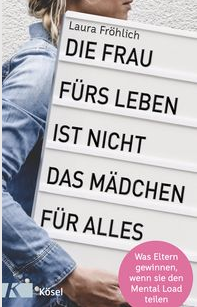 Laura Fröhlich
DIE FRAU
FÜRS LEBEN
IST NICHT
DAS MÄDCHEN
FÜR ALLES
Was Eltern
gewinnen,
wenn sie den
Mental Load
teilen
Kösel